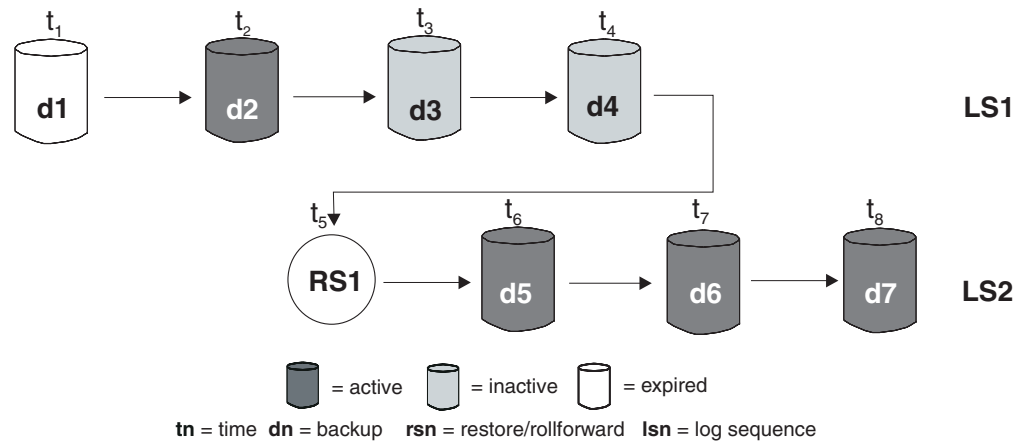 t1 t2 t3 t4
d1 d2 d3 d4 LS1
t5 t6 t7 t8
RS1 d5 d6 d7 LS2
= active = inactive = expired
tn = time dn = backup rsn = restore/rollforward lsn = log sequence